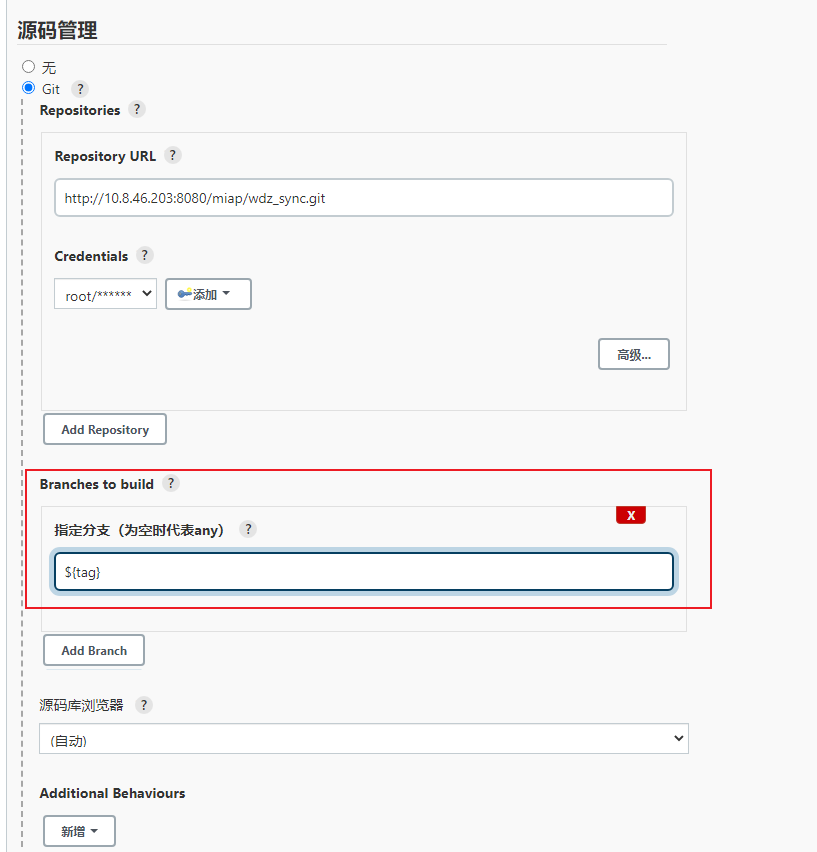 源码管理
无
Git ?
Repositories ?
Repository URL ?
http://10.8.46.203:8080/miap/wdz_sync.git
Credentials ?
root/****** 添加
高级...
Add Repository
Branches to build ?
X
指定分支（为空时代表any） ?
${tag}
Add Branch
源码库浏览器 ?
(自动)
Additional Behaviours
新增